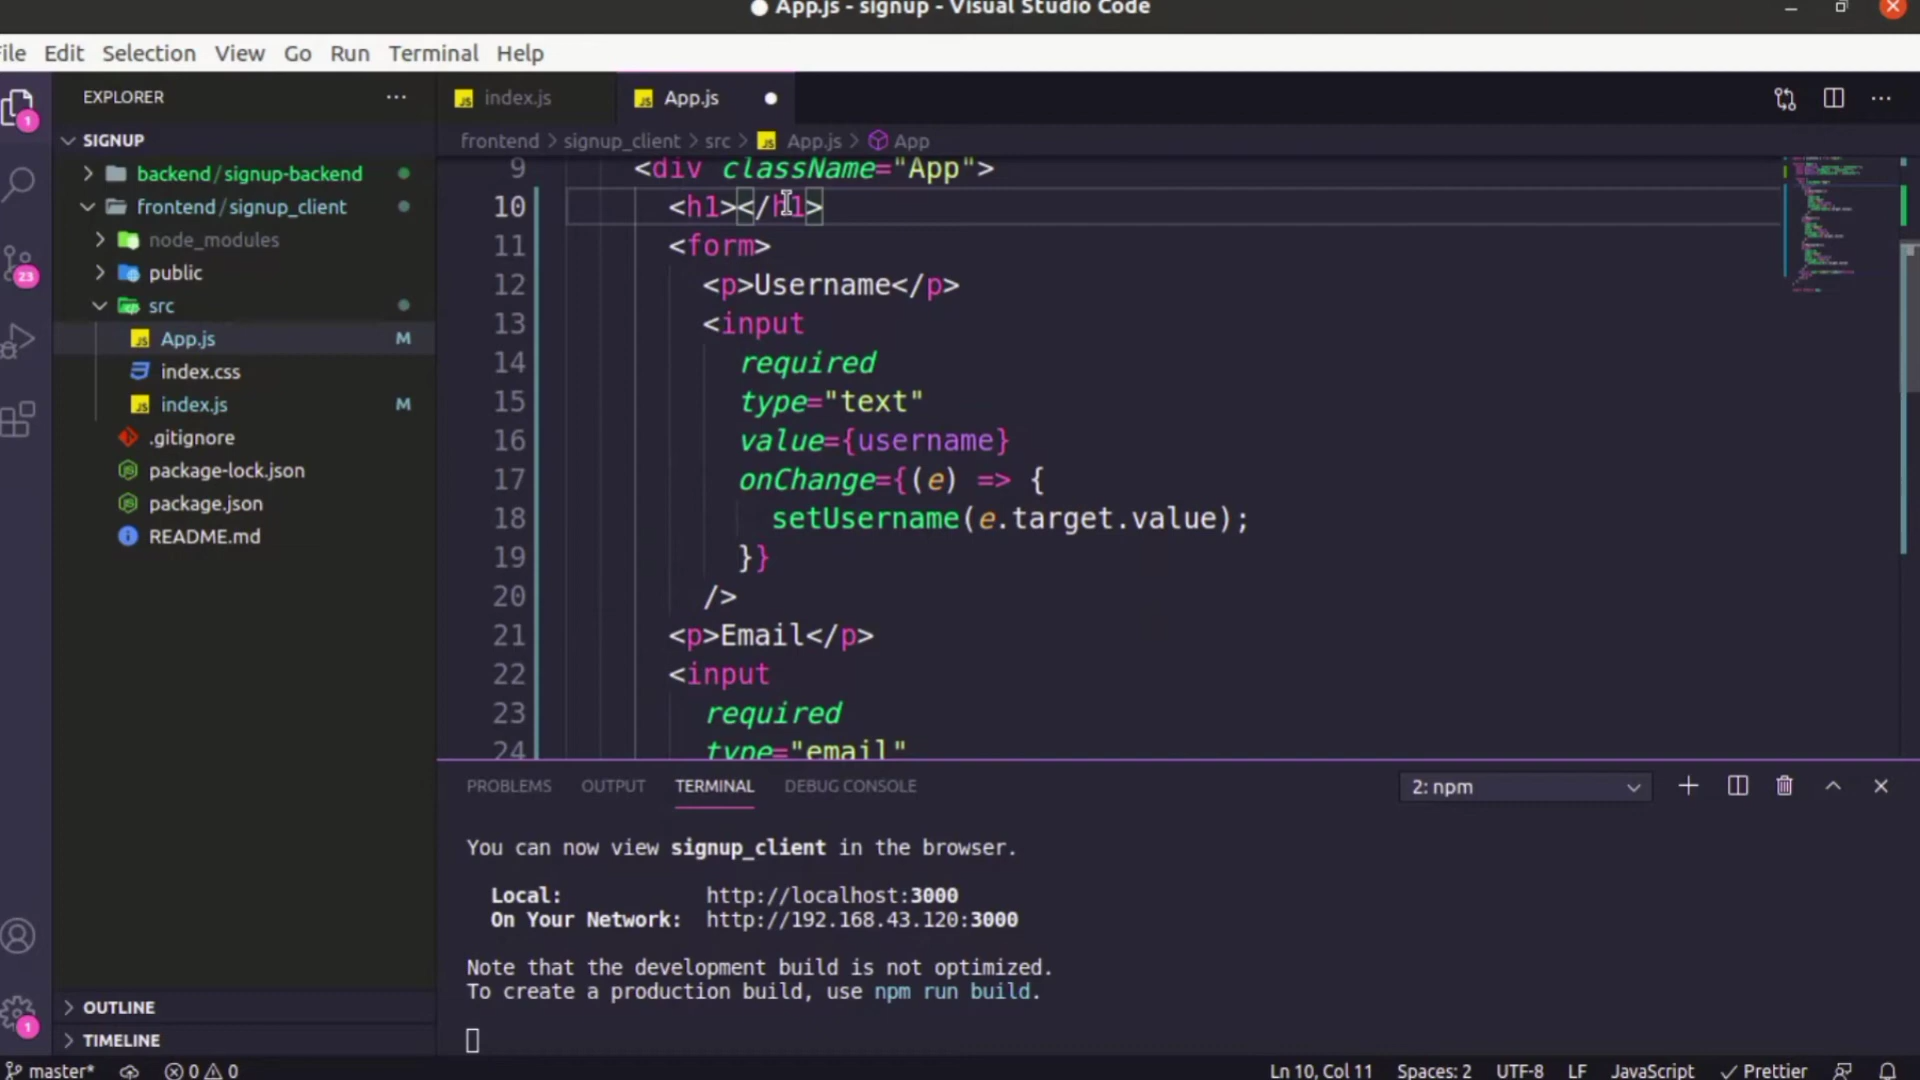 App.js - signup - Visual Studio Code
File Edit Selection View Go Run Terminal Help
EXPLORER
index.js
App.js
SIGNUP
frontend > signup_client > src > App.js > App
backend / signup-backend
frontend / signup_client
node_modules
public
src
App.js M
index.css
index.js M
.gitignore
package-lock.json
package.json
README.md
OUTLINE
TIMELINE
1
23
1
9 <div className="App">
10 <h1></h1>
11 <form>
12 <p>Username</p>
13 <input
14 required
15 type="text"
16 value={username}
17 onChange={(e) => {
18 setUsername(e.target.value);
19 }}
20 />
21 <p>Email</p>
22 <input
23 required
24 type="email"
PROBLEMS OUTPUT TERMINAL DEBUG CONSOLE 2: npm
You can now view signup_client in the browser.
Local: http://localhost:3000
On Your Network: http://192.168.43.120:3000
Note that the development build is not optimized.
To create a production build, use npm run build.
master* 0 0 Ln 10, Col 11 Spaces: 2 UTF-8 LF JavaScript Prettier